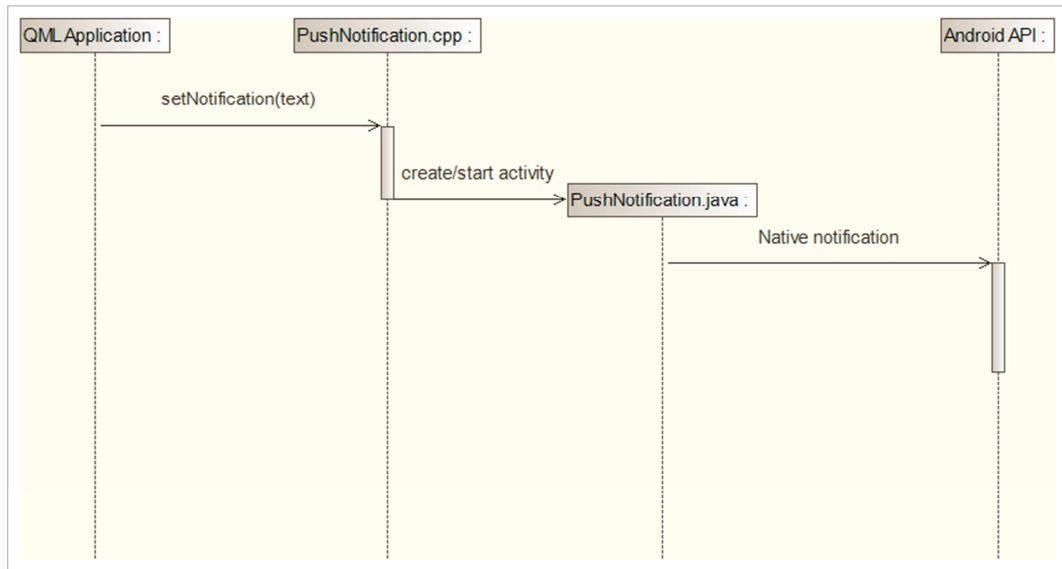 QML Application :
PushNotification.cpp :
Android API :
setNotification(text)
create/start activity
PushNotification.java :
Native notification